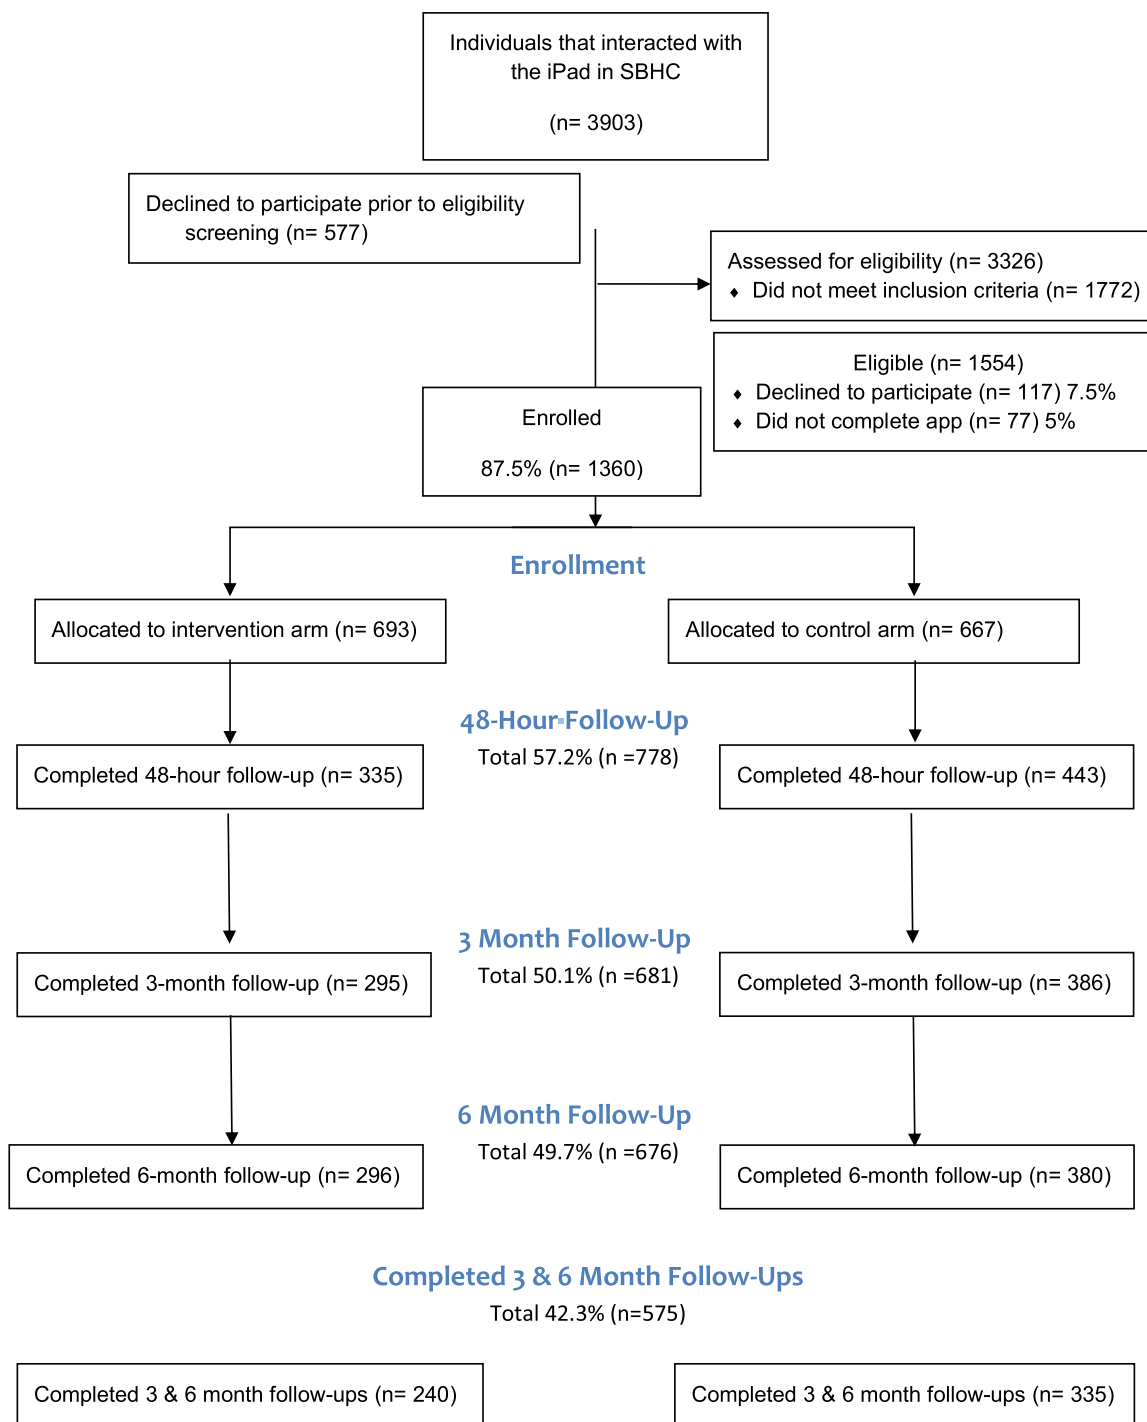 Individuals that interacted with
the iPad in SBHC
(n= 3903)
Declined to participate prior to eligibility
screening (n= 577)
Assessed for eligibility (n= 3326)
♦ Did not meet inclusion criteria (n= 1772)
Eligible (n= 1554)
♦ Declined to participate (n= 117) 7.5%
♦ Did not complete app (n= 77) 5%
Enrolled
87.5% (n= 1360)
Enrollment
Allocated to intervention arm (n= 693)
Allocated to control arm (n= 667)
48-Hour-Follow-Up
Total 57.2% (n =778)
Completed 48-hour follow-up (n= 335)
Completed 48-hour follow-up (n= 443)
3 Month Follow-Up
Total 50.1% (n =681)
Completed 3-month follow-up (n= 295)
Completed 3-month follow-up (n= 386)
6 Month Follow-Up
Total 49.7% (n =676)
Completed 6-month follow-up (n= 296)
Completed 6-month follow-up (n= 380)
Completed 3 & 6 Month Follow-Ups
Total 42.3% (n=575)
Completed 3 & 6 month follow-ups (n= 240)
Completed 3 & 6 month follow-ups (n= 335)